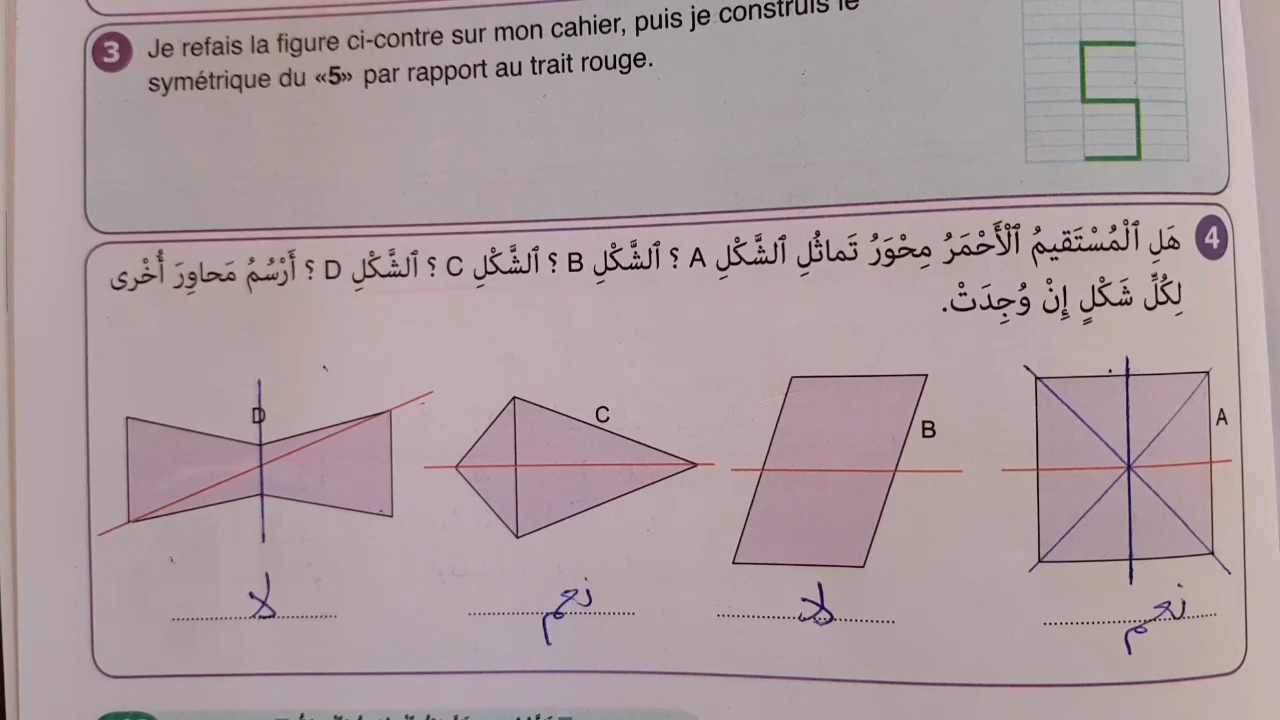 3 Je refais la figure ci-contre sur mon cahier, puis je construis le
symétrique du «5» par rapport au trait rouge.
4 هَلِ ٱلْمُسْتَقيمُ ٱلْأَحْمَرُ مِحْوَرُ تَماثُلِ ٱلشَّكْلِ A ؟ ٱلشَّكْلِ B ؟ ٱلشَّكْلِ C ؟ ٱلشَّكْلِ D ؟ أَرْسُمُ مَحاوِرَ أُخْرى
لِكُلِّ شَكْلٍ إِنْ وُجِدَتْ.
A
B
C
D
نعم
لا
نعم
لا